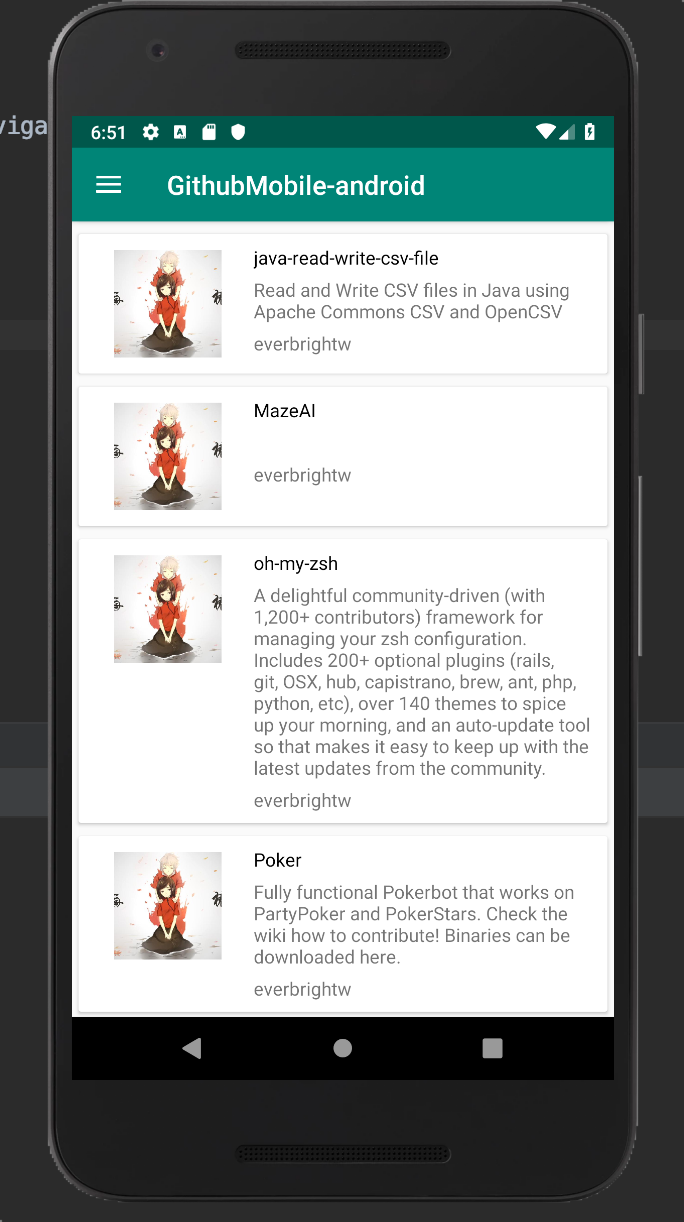 viga
6:51
GithubMobile-android
java-read-write-csv-file
Read and Write CSV files in Java using
Apache Commons CSV and OpenCSV
everbrightw
MazeAI
everbrightw
oh-my-zsh
A delightful community-driven (with
1,200+ contributors) framework for
managing your zsh configuration.
Includes 200+ optional plugins (rails,
git, OSX, hub, capistrano, brew, ant, php,
python, etc), over 140 themes to spice
up your morning, and an auto-update tool
so that makes it easy to keep up with the
latest updates from the community.
everbrightw
Poker
Fully functional Pokerbot that works on
PartyPoker and PokerStars. Check the
wiki how to contribute! Binaries can be
downloaded here.
everbrightw